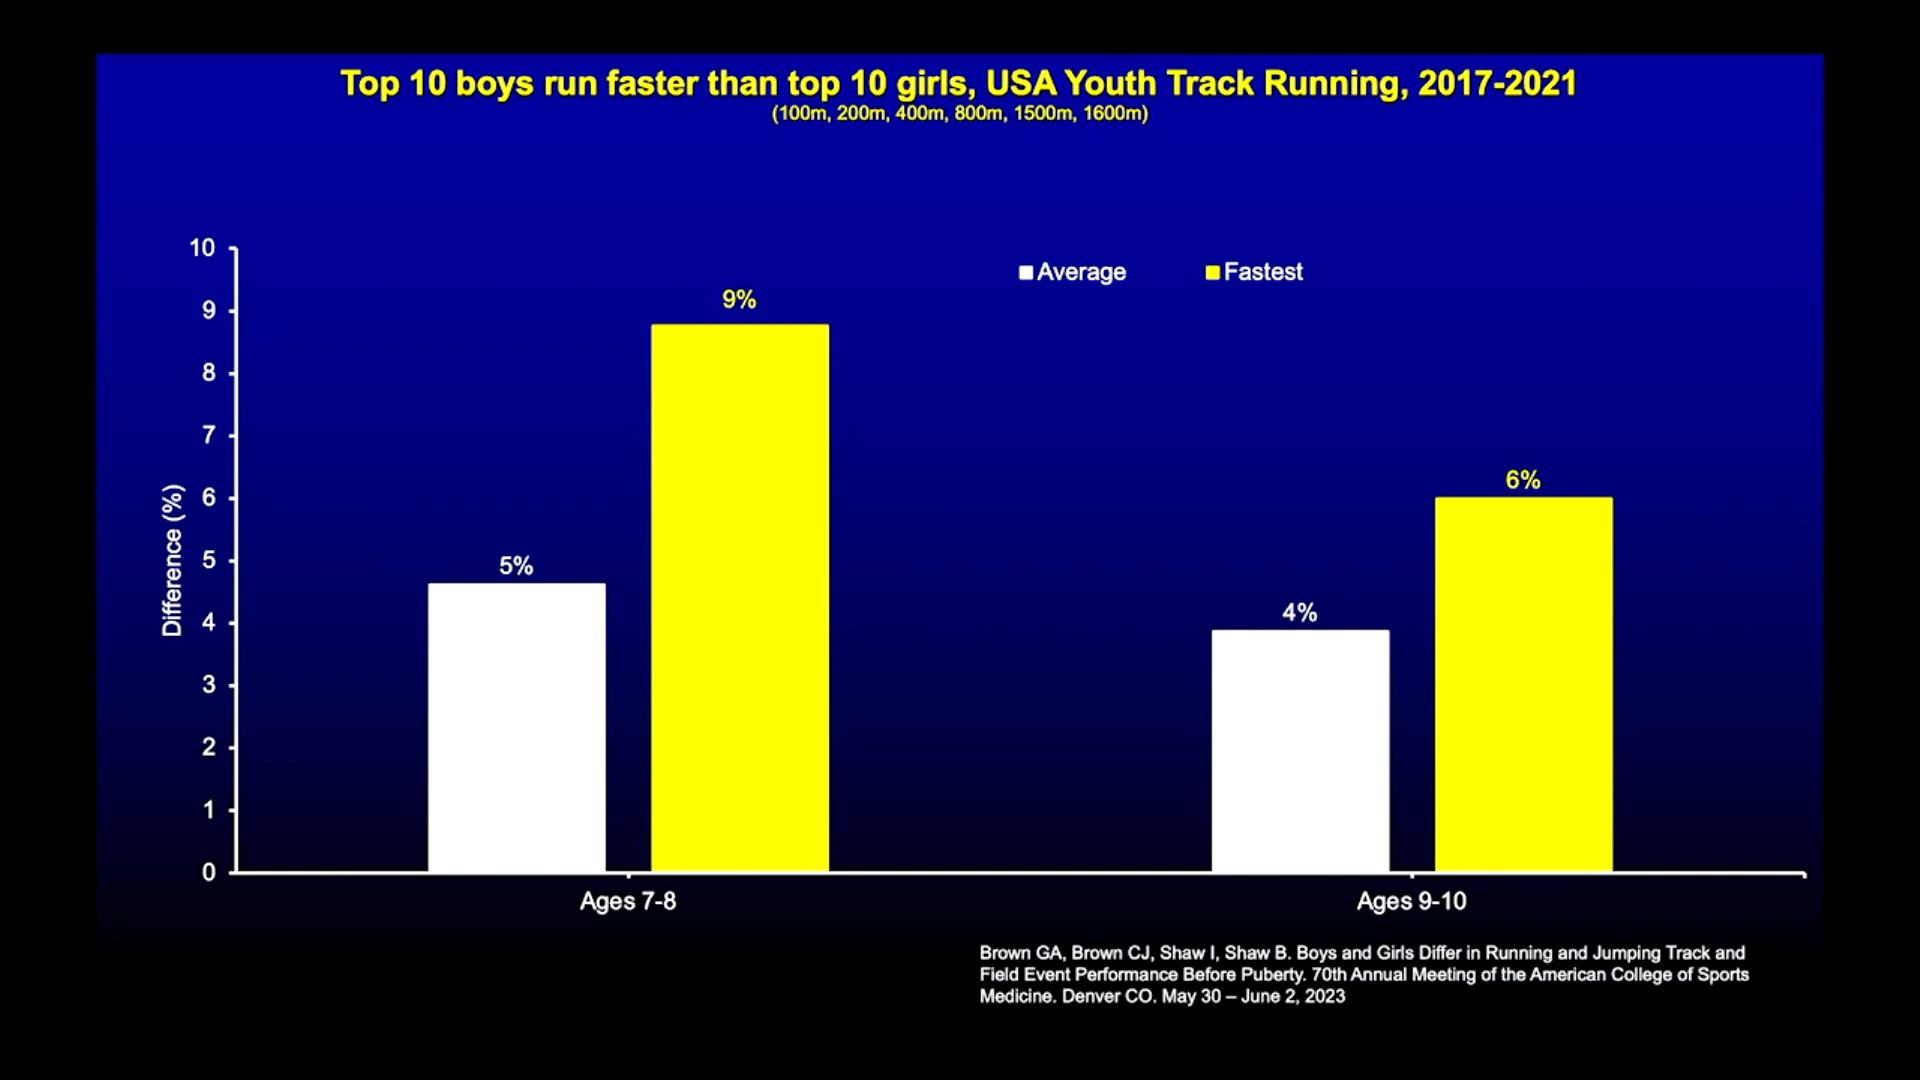 Top 10 boys run faster than top 10 girls, USA Youth Track Running, 2017-2021
(100m, 200m, 400m, 800m, 1500m, 1600m)
Average
Fastest
10
9
8
7
6
5
4
3
2
1
0
Difference (%)
5%
9%
4%
6%
Ages 7-8
Ages 9-10
Brown GA, Brown CJ, Shaw I, Shaw B. Boys and Girls Differ in Running and Jumping Track and
Field Event Performance Before Puberty. 70th Annual Meeting of the American College of Sports
Medicine. Denver CO. May 30 – June 2, 2023